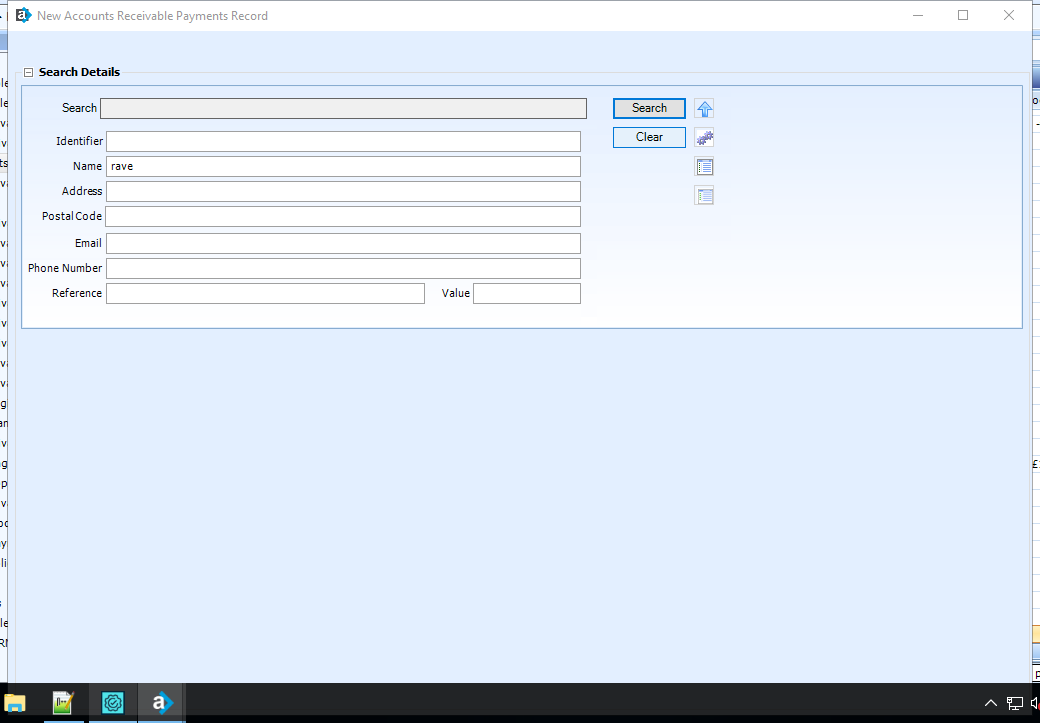 New Accounts Receivable Payments Record
Search Details
Search
Search
Identifier
Clear
Name rave
Address
Postal Code
Email
Phone Number
Reference Value